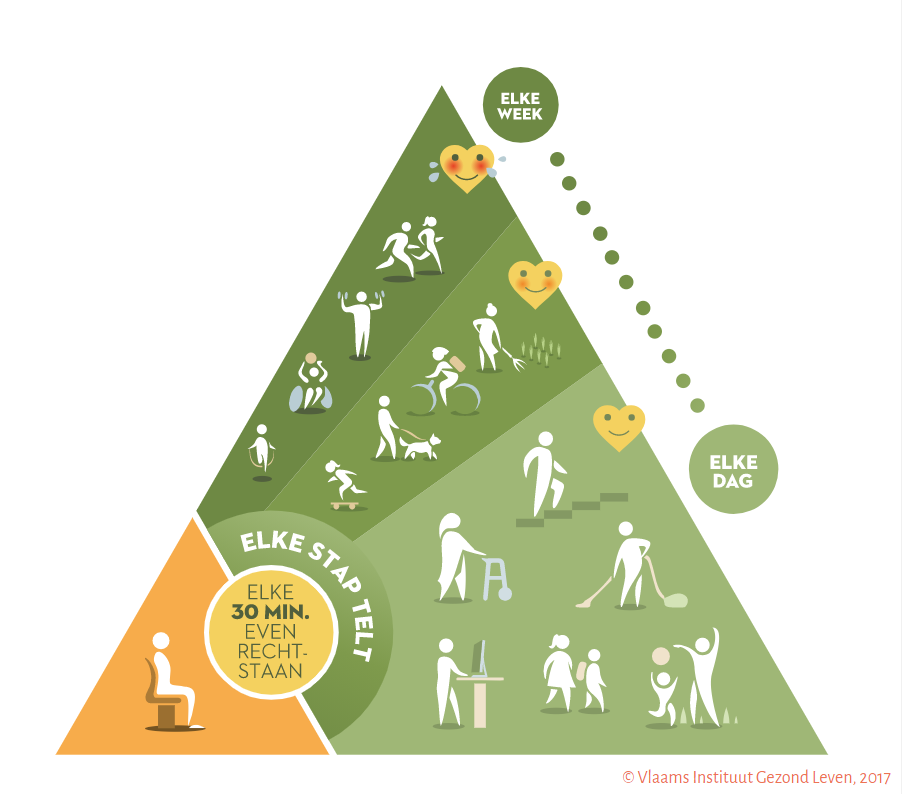 ELKE
WEEK
ELKE
DAG
ELKE STAP TELT
ELKE
30 MIN.
EVEN
RECHT-
STAAN
© Vlaams Instituut Gezond Leven, 2017